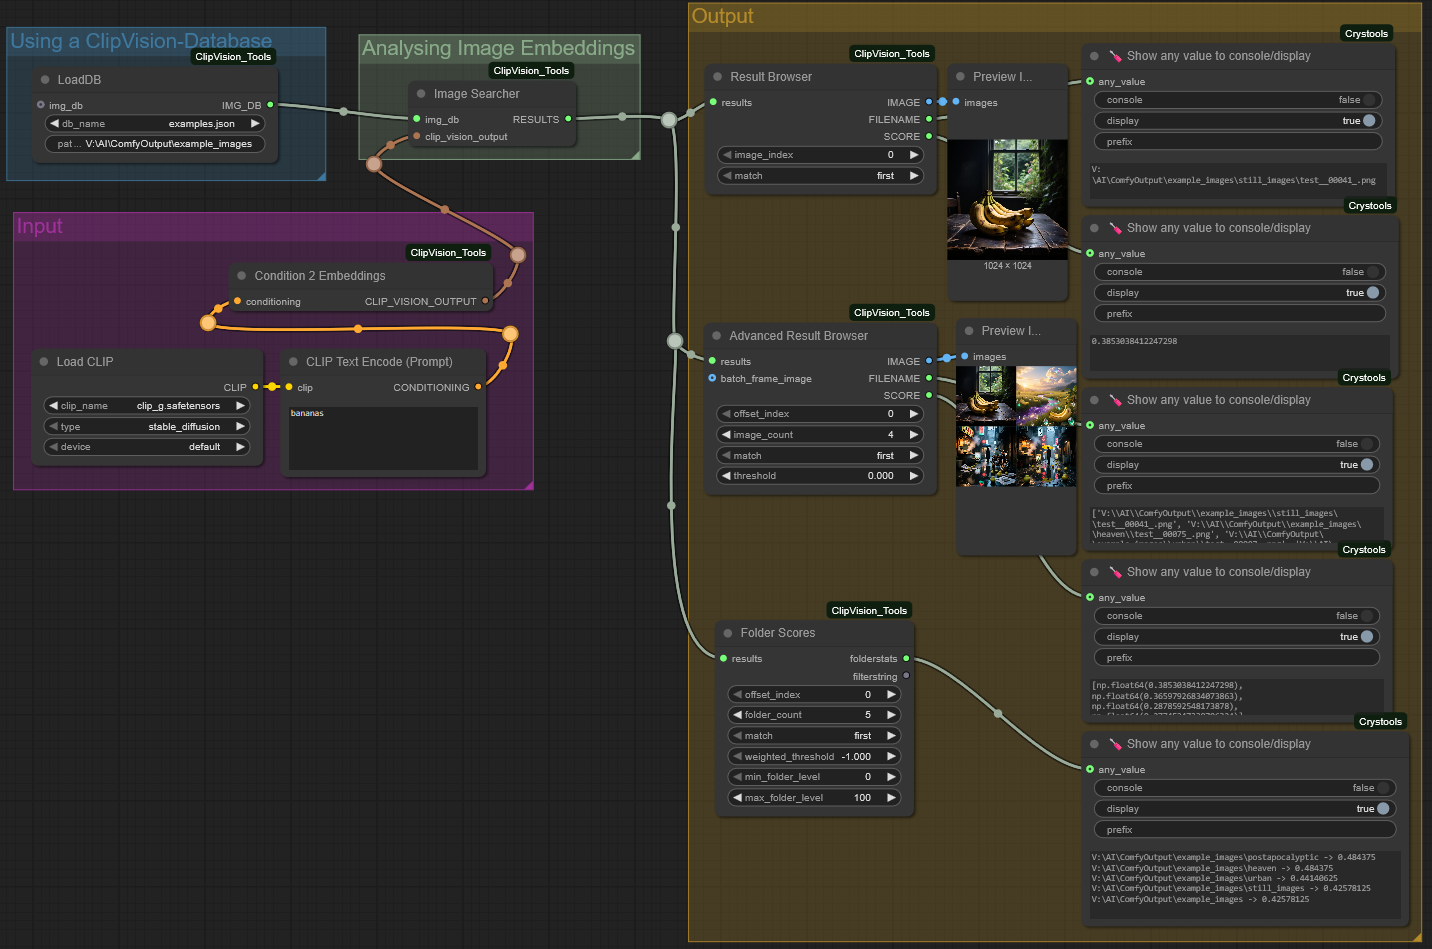 Using a ClipVision-Database
ClipVision_Tools
LoadDB
img_db
IMG_DB
db_name
examples.json
pat ...
V:\AI\ComfyOutput\example_images
Analysing Image Embeddings
ClipVision_Tools
Image Searcher
img_db
RESULTS
clip_vision_output
Input
ClipVision_Tools
Condition 2 Embeddings
conditioning
CLIP_VISION_OUTPUT
Load CLIP
CLIP
clip_name
clip_g.safetensors
type
stable_diffusion
device
default
CLIP Text Encode (Prompt)
clip
CONDITIONING
bananas
Output
ClipVision_Tools
Result Browser
results
IMAGE
FILENAME
SCORE
image_index
0
match
first
Preview I...
images
1024 × 1024
ClipVision_Tools
Advanced Result Browser
results
IMAGE
batch_frame_image
FILENAME
SCORE
offset_index
0
image_count
4
match
first
threshold
0.000
Preview I...
images
ClipVision_Tools
Folder Scores
results
folderstats
filterstring
offset_index
0
folder_count
5
match
first
weighted_threshold
-1.000
min_folder_level
0
max_folder_level
100
Crystools
Show any value to console/display
any_value
console
false
display
true
prefix
V:
\AI\ComfyOutput\example_images\still_images\test__00041_.png
Crystools
Show any value to console/display
any_value
console
false
display
true
prefix
0.3853038412247298
Crystools
Show any value to console/display
any_value
console
false
display
true
prefix
['V:\\AI\\ComfyOutput\\example_images\\still_images\
\test__00041_.png', 'V:\\AI\\ComfyOutput\\example_images\
\heaven\\test__00075_.png', 'V:\\AI\\ComfyOutput\
Crystools
Show any value to console/display
any_value
console
false
display
true
prefix
[np.float64(0.3853038412247298),
np.float64(0.36597926834073863),
np.float64(0.2878592548173878),
Crystools
Show any value to console/display
any_value
console
false
display
true
prefix
V:\AI\ComfyOutput\example_images\postapocalyptic -> 0.484375
V:\AI\ComfyOutput\example_images\heaven -> 0.484375
V:\AI\ComfyOutput\example_images\urban -> 0.44140625
V:\AI\ComfyOutput\example_images\still_images -> 0.42578125
V:\AI\ComfyOutput\example_images -> 0.42578125